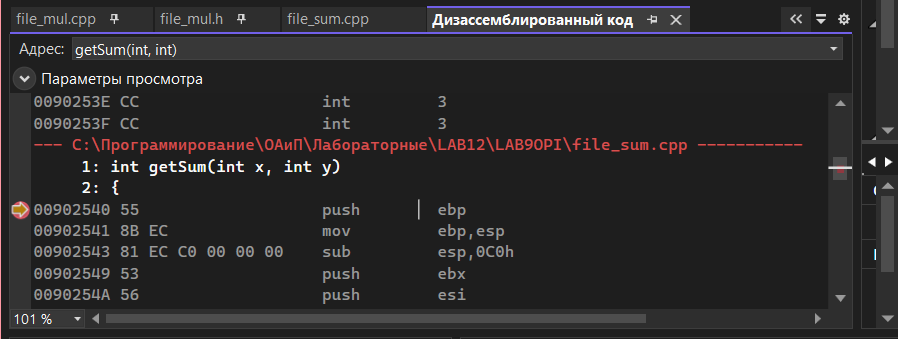 file_mul.cpp file_mul.h file_sum.cpp Дизассемблированный код
Адрес: getSum(int, int)
Параметры просмотра
0090253E CC int 3
0090253F CC int 3
--- C:\Программирование\ОАиП\Лабораторные\LAB12\LAB9OPI\file_sum.cpp -----------
1: int getSum(int x, int y)
2: {
00902540 55 push ebp
00902541 8B EC mov ebp,esp
00902543 81 EC C0 00 00 00 sub esp,0C0h
00902549 53 push ebx
0090254A 56 push esi
101 %